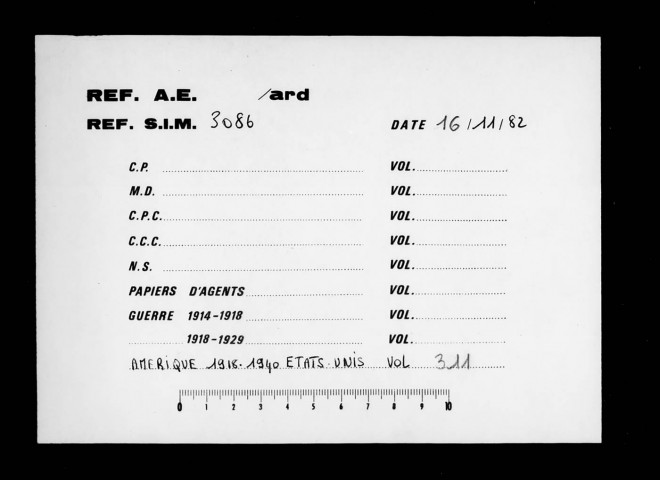 REF. A.E. /ard
REF. S.I.M. 3086 DATE 16/11/82
C.P. VOL.
M.D. VOL.
C.P.C. VOL.
C.C.C. VOL.
N.S. VOL.
PAPIERS D'AGENTS VOL.
GUERRE 1914-1918 VOL.
1918-1929 VOL.
AMERIQUE 1918.1940 ETATS.UNIS VOL 311
0 1 2 3 4 5 6 7 8 9 10